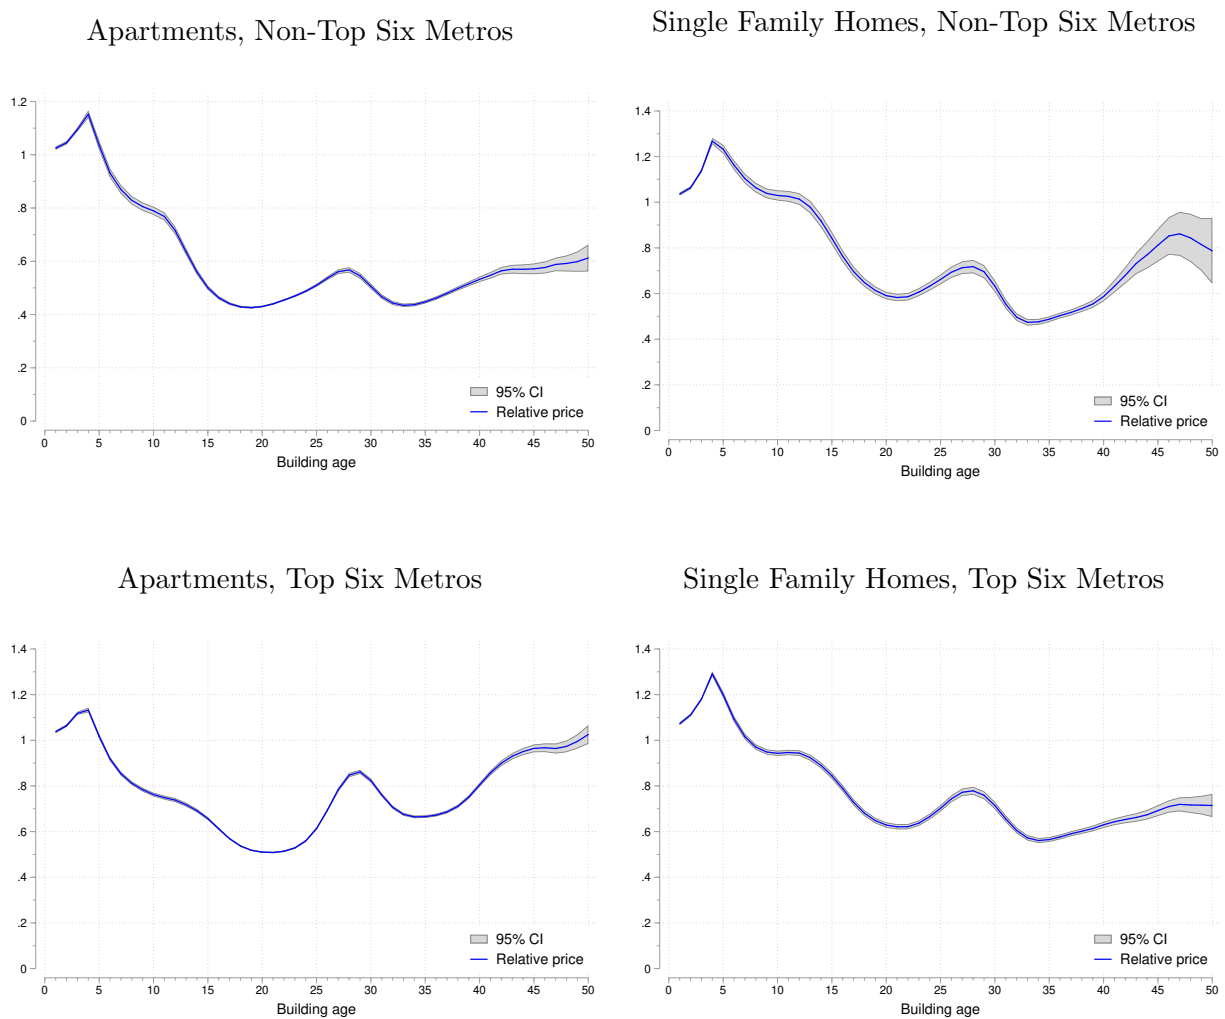 Apartments, Non-Top Six Metros
1.2
1
.8
.6
.4
.2
0
95% CI
Relative price
0 5 10 15 20 25 30 35 40 45 50
Building age
Single Family Homes, Non-Top Six Metros
1.4
1.2
1
.8
.6
.4
.2
0
95% CI
Relative price
0 5 10 15 20 25 30 35 40 45 50
Building age
Apartments, Top Six Metros
1.4
1.2
1
.8
.6
.4
.2
0
95% CI
Relative price
0 5 10 15 20 25 30 35 40 45 50
Building age
Single Family Homes, Top Six Metros
1.4
1.2
1
.8
.6
.4
.2
0
95% CI
Relative price
0 5 10 15 20 25 30 35 40 45 50
Building age